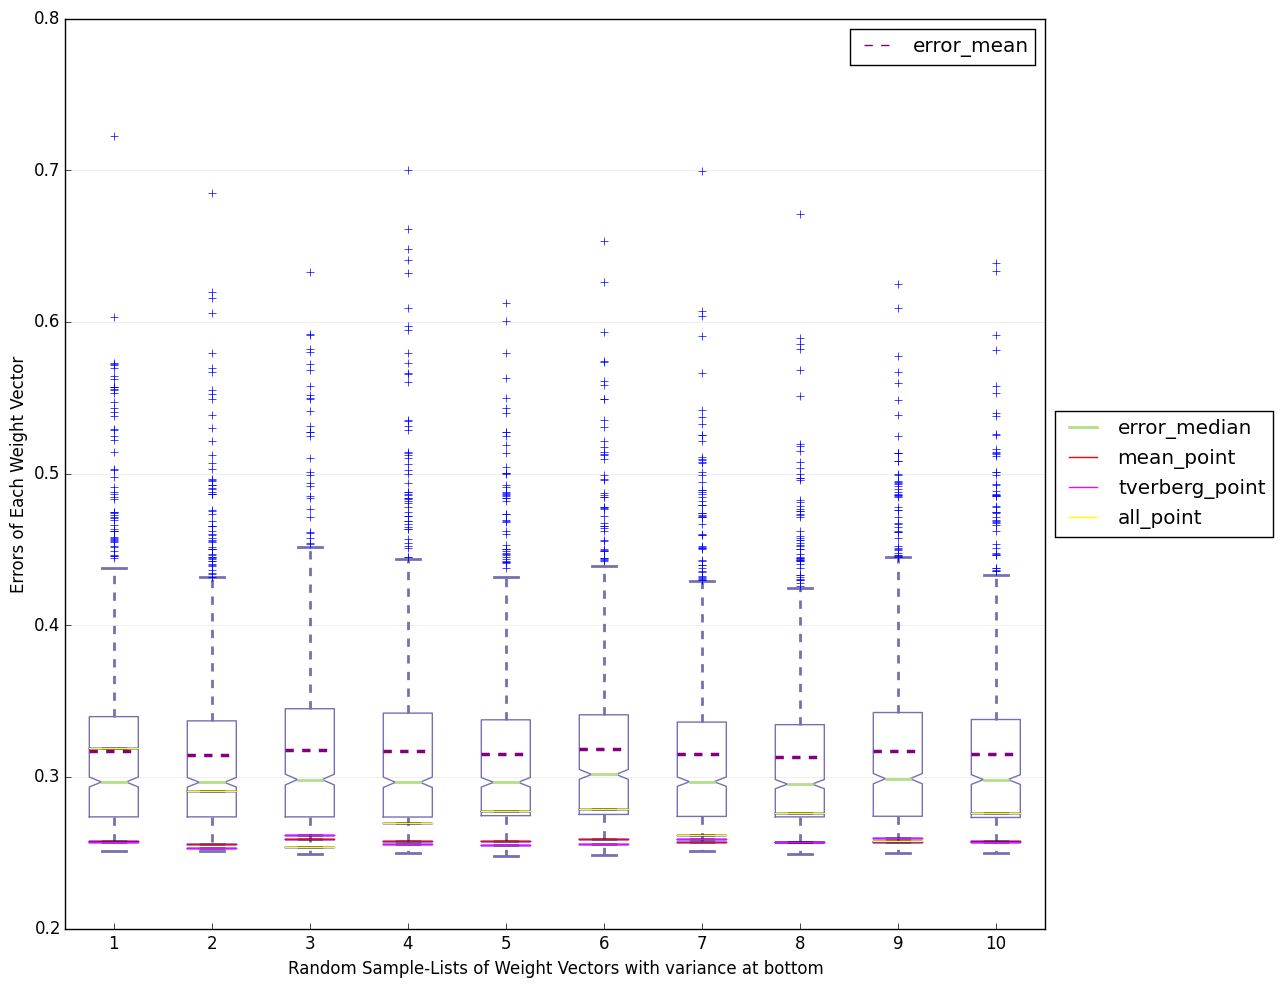 0.8
0.7
0.6
0.5
0.4
0.3
0.2
Errors of Each Weight Vector
error_mean
error_median
mean_point
tverberg_point
all_point
1 2 3 4 5 6 7 8 9 10
Random Sample-Lists of Weight Vectors with variance at bottom